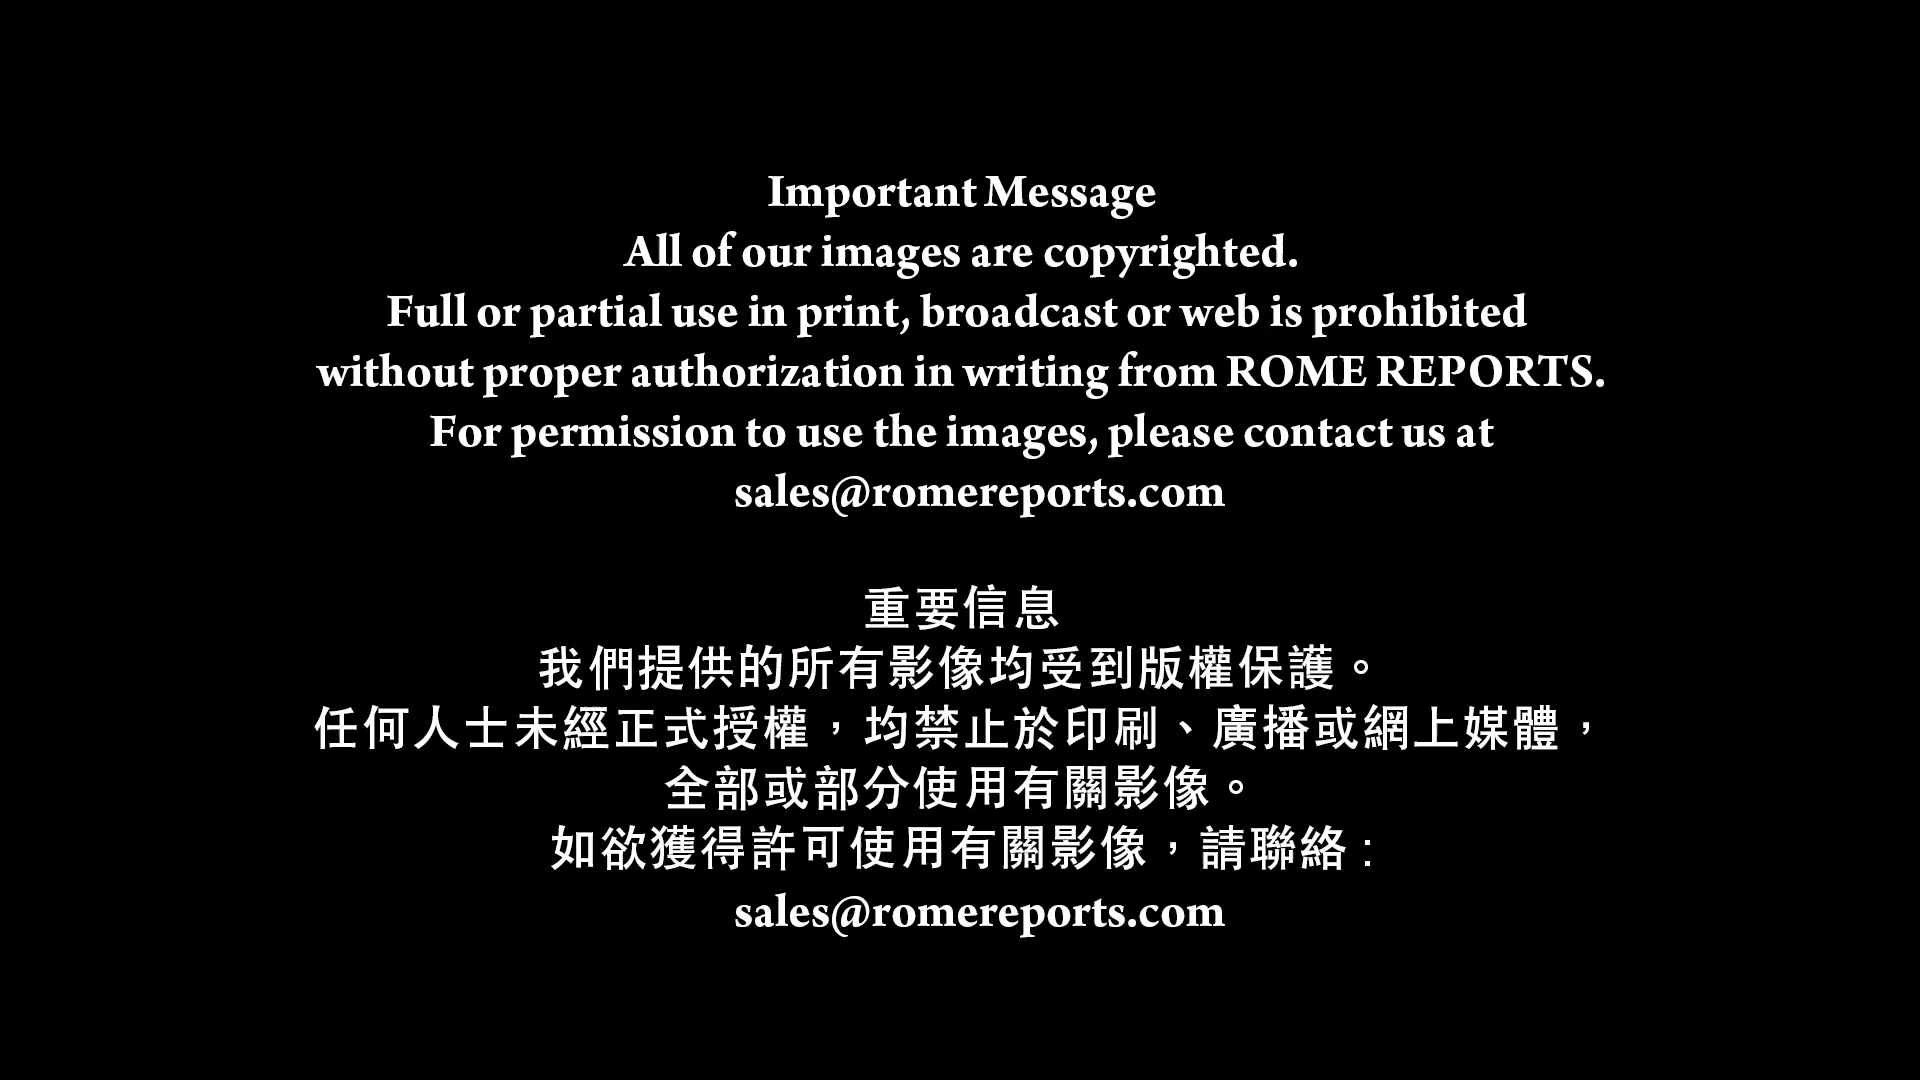 Important Message
All of our images are copyrighted.
Full or partial use in print, broadcast or web is prohibited
without proper authorization in writing from ROME REPORTS.
For permission to use the images, please contact us at
sales@romereports.com
重要信息
我們提供的所有影像均受到版權保護。
任何人士未經正式授權，均禁止於印刷、廣播或網上媒體，
全部或部分使用有關影像。
如欲獲得許可使用有關影像，請聯絡：
sales@romereports.com